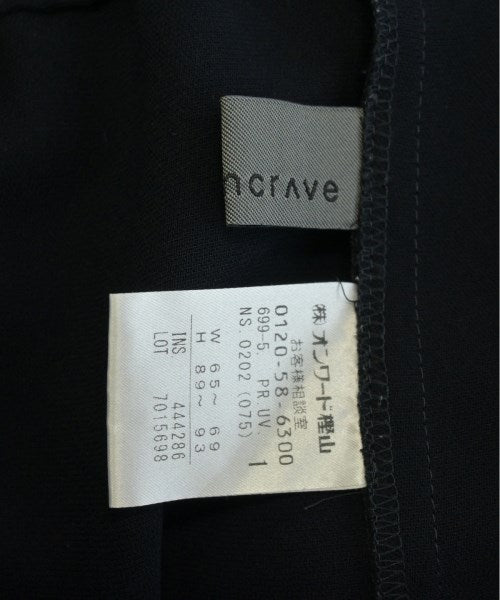 ncrave
㈱オンワード樫山
お客様相談室
0120-58-6300
699-5. PR.UV. 1
NS. 0202 (075)
W 65~ 69
H 89~ 93
INS 444286
LOT 7015698